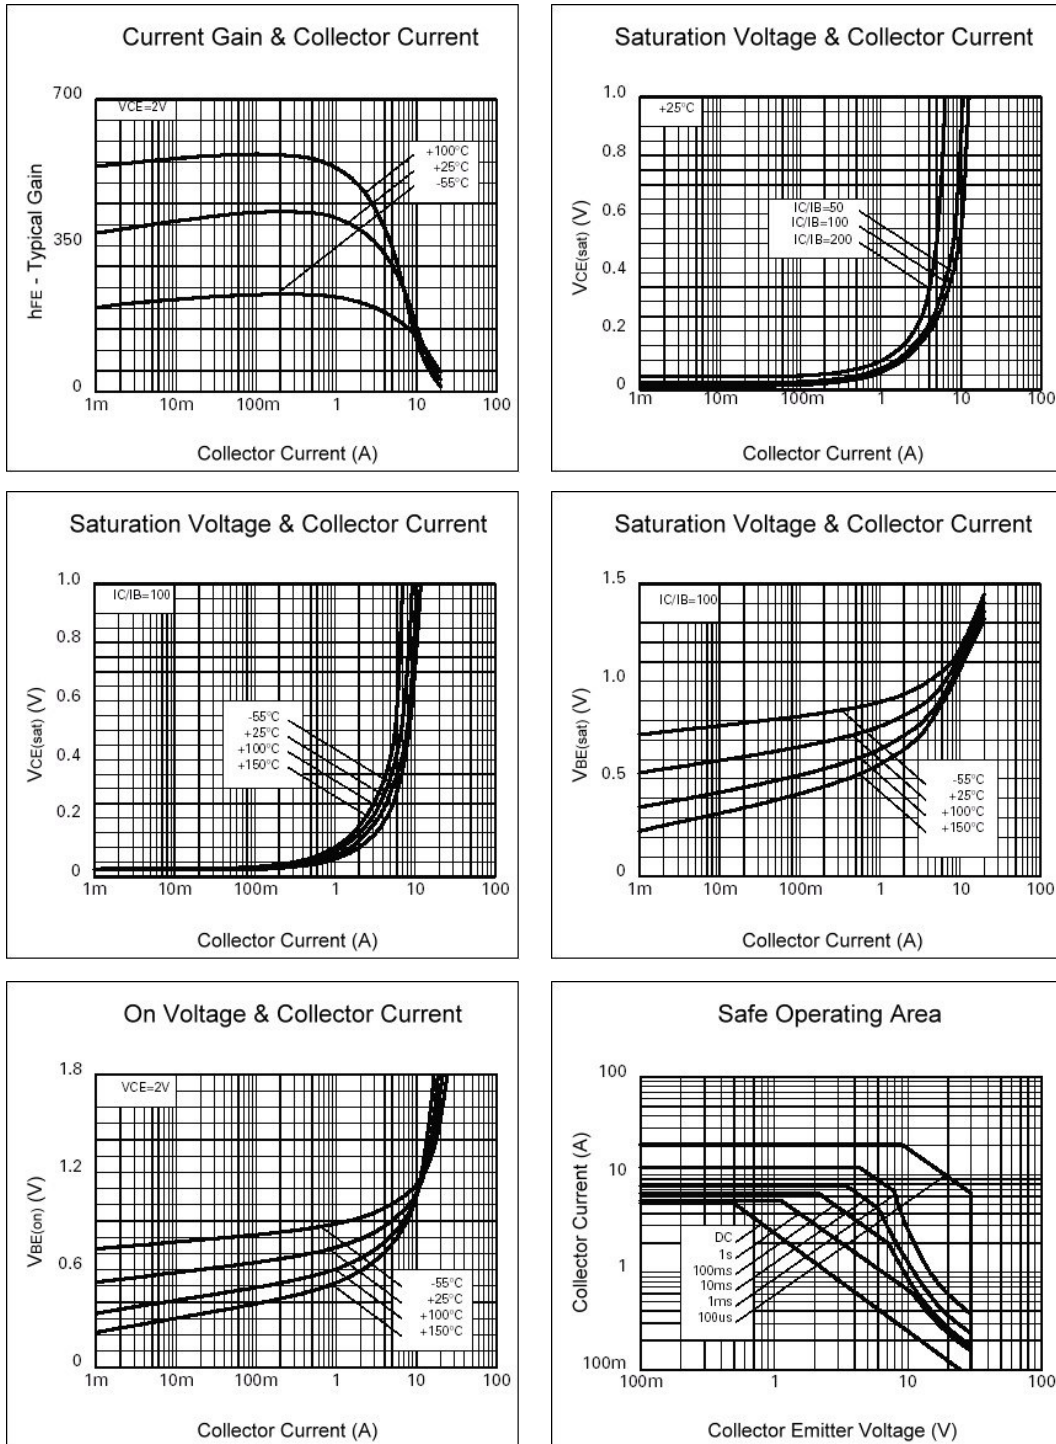 Current Gain & Collector Current
hFE - Typical Gain
700
350
0
VCE=2V
+100°C
+25°C
-55°C
1m 10m 100m 1 10 100
Collector Current (A)
Saturation Voltage & Collector Current
VCE(sat) (V)
1.0
0.8
0.6
0.4
0.2
0
+25°C
IC/IB=50
IC/IB=100
IC/IB=200
1m 10m 100m 1 10 100
Collector Current (A)
Saturation Voltage & Collector Current
VCE(sat) (V)
1.0
0.8
0.6
0.4
0.2
0
IC/IB=100
-55°C
+25°C
+100°C
+150°C
1m 10m 100m 1 10 100
Collector Current (A)
Saturation Voltage & Collector Current
VBE(sat) (V)
1.5
1.0
0.5
0
IC/IB=100
-55°C
+25°C
+100°C
+150°C
1m 10m 100m 1 10 100
Collector Current (A)
On Voltage & Collector Current
VBE(on) (V)
1.8
1.2
0.6
0
VCE=2V
-55°C
+25°C
+100°C
+150°C
1m 10m 100m 1 10 100
Collector Current (A)
Safe Operating Area
Collector Current (A)
100
10
1
100m
DC
1s
100ms
10ms
1ms
100us
100m 1 10 100
Collector Emitter Voltage (V)